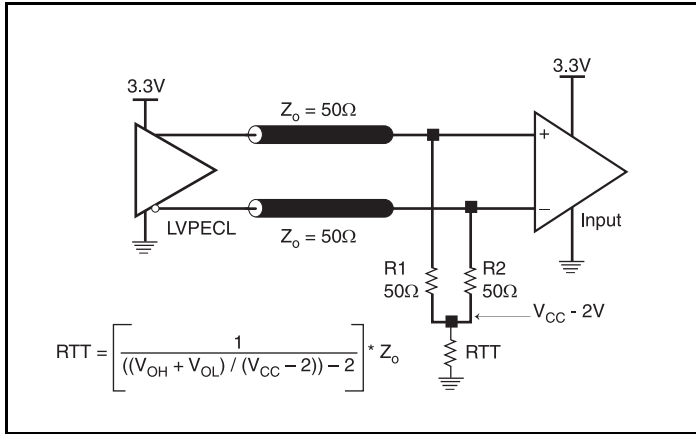 3.3V
3.3V
Zo = 50Ω
+
−
LVPECL
Input
Zo = 50Ω
R1
50Ω
R2
50Ω
VCC - 2V
RTT
RTT = [ 1 / (((VOH + VOL) / (VCC − 2)) − 2) ] * Zo